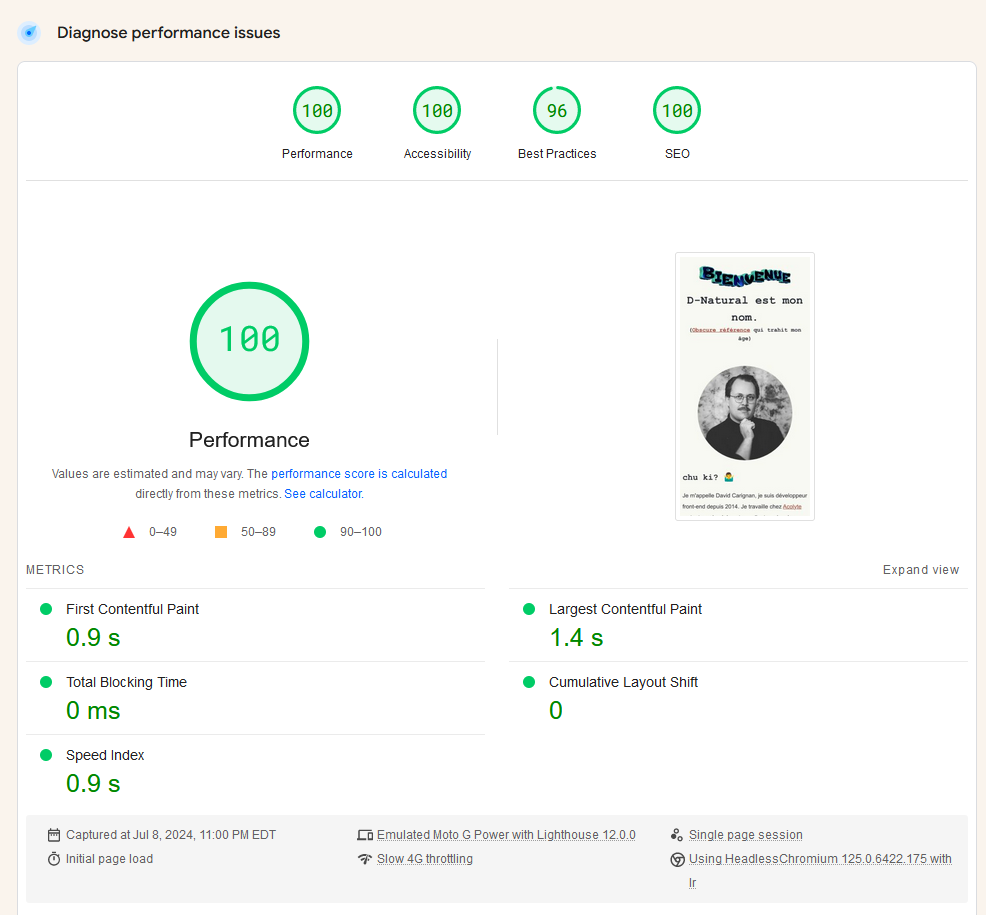 Diagnose performance issues
100
100
96
100
Performance
Accessibility
Best Practices
SEO
100
Performance
Values are estimated and may vary. The performance score is calculated
directly from these metrics. See calculator.
0–49
50–89
90–100
BIENVENUE
D-Natural est mon
nom.
(Obscure référence qui trahit mon
âge)
chu ki? 🤷‍♂️
Je m'appelle David Carignan, je suis développeur
front-end depuis 2014. Je travaille chez Acolyte
METRICS
Expand view
First Contentful Paint
0.9 s
Largest Contentful Paint
1.4 s
Total Blocking Time
0 ms
Cumulative Layout Shift
0
Speed Index
0.9 s
Captured at Jul 8, 2024, 11:00 PM EDT
Emulated Moto G Power with Lighthouse 12.0.0
Single page session
Initial page load
Slow 4G throttling
Using HeadlessChromium 125.0.6422.175 with
lr